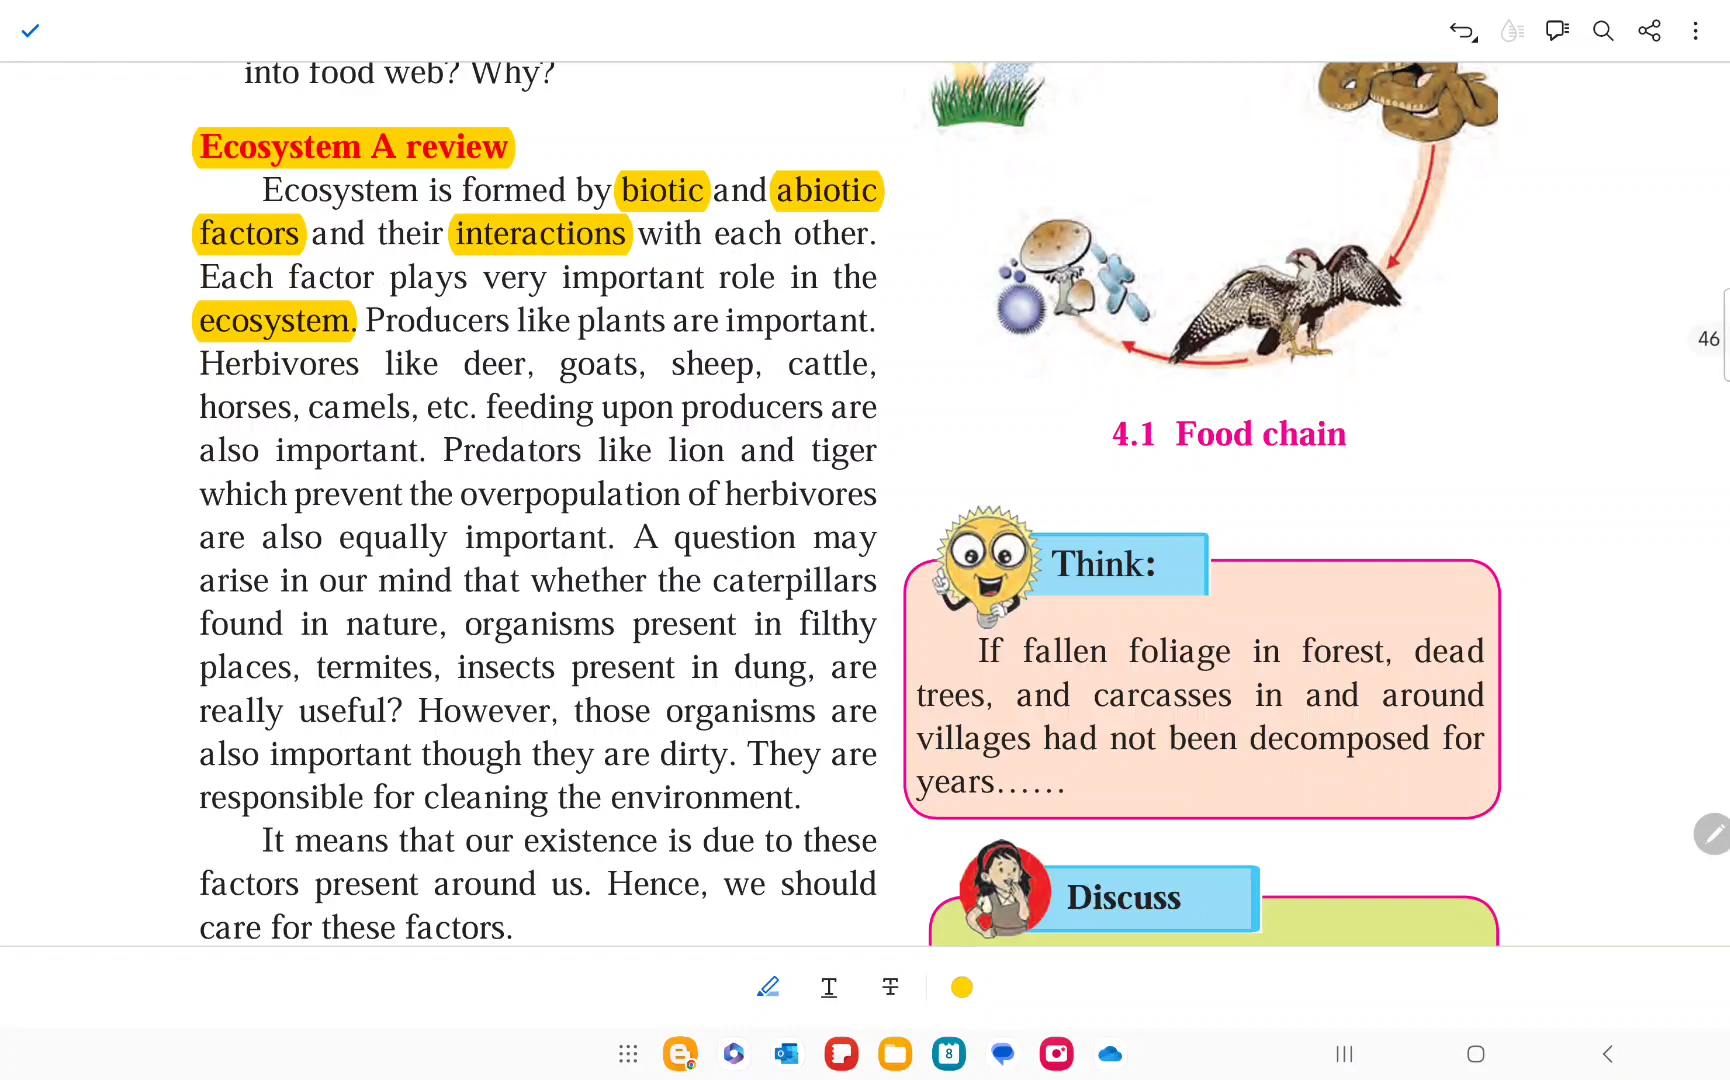 into food web? Why?
Ecosystem A review
Ecosystem is formed by biotic and abiotic
factors and their interactions with each other.
Each factor plays very important role in the
ecosystem. Producers like plants are important.
Herbivores like deer, goats, sheep, cattle,
horses, camels, etc. feeding upon producers are
also important. Predators like lion and tiger
which prevent the overpopulation of herbivores
are also equally important. A question may
arise in our mind that whether the caterpillars
found in nature, organisms present in filthy
places, termites, insects present in dung, are
really useful? However, those organisms are
also important though they are dirty. They are
responsible for cleaning the environment.
It means that our existence is due to these
factors present around us. Hence, we should
care for these factors.
4.1 Food chain
Think:
If fallen foliage in forest, dead
trees, and carcasses in and around
villages had not been decomposed for
years......
Discuss
46
T
T
8